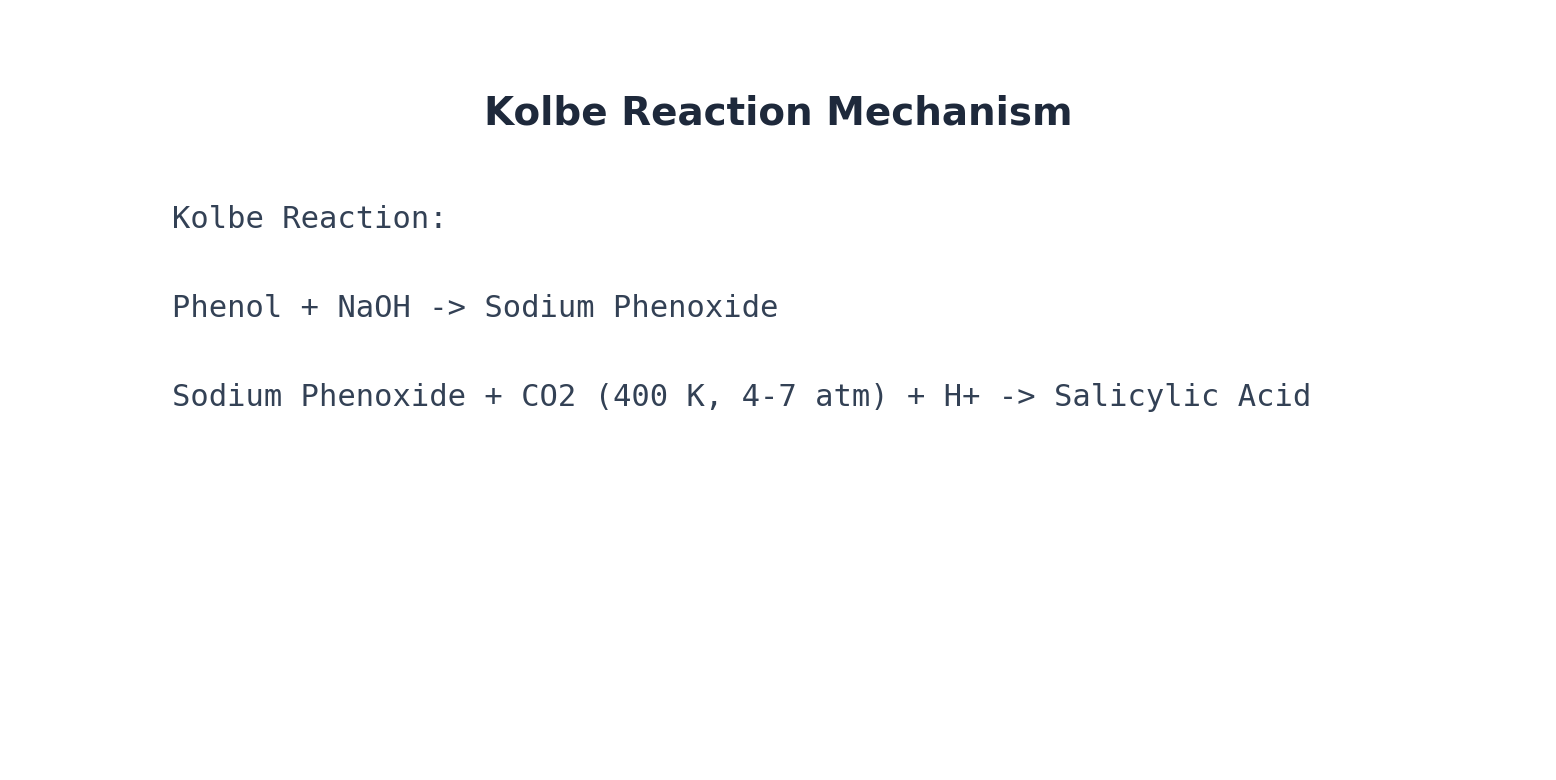 Kolbe Reaction Mechanism
Kolbe Reaction:
Phenol + NaOH -> Sodium Phenoxide
Sodium Phenoxide + CO2 (400 K, 4-7 atm) + H+ -> Salicylic Acid